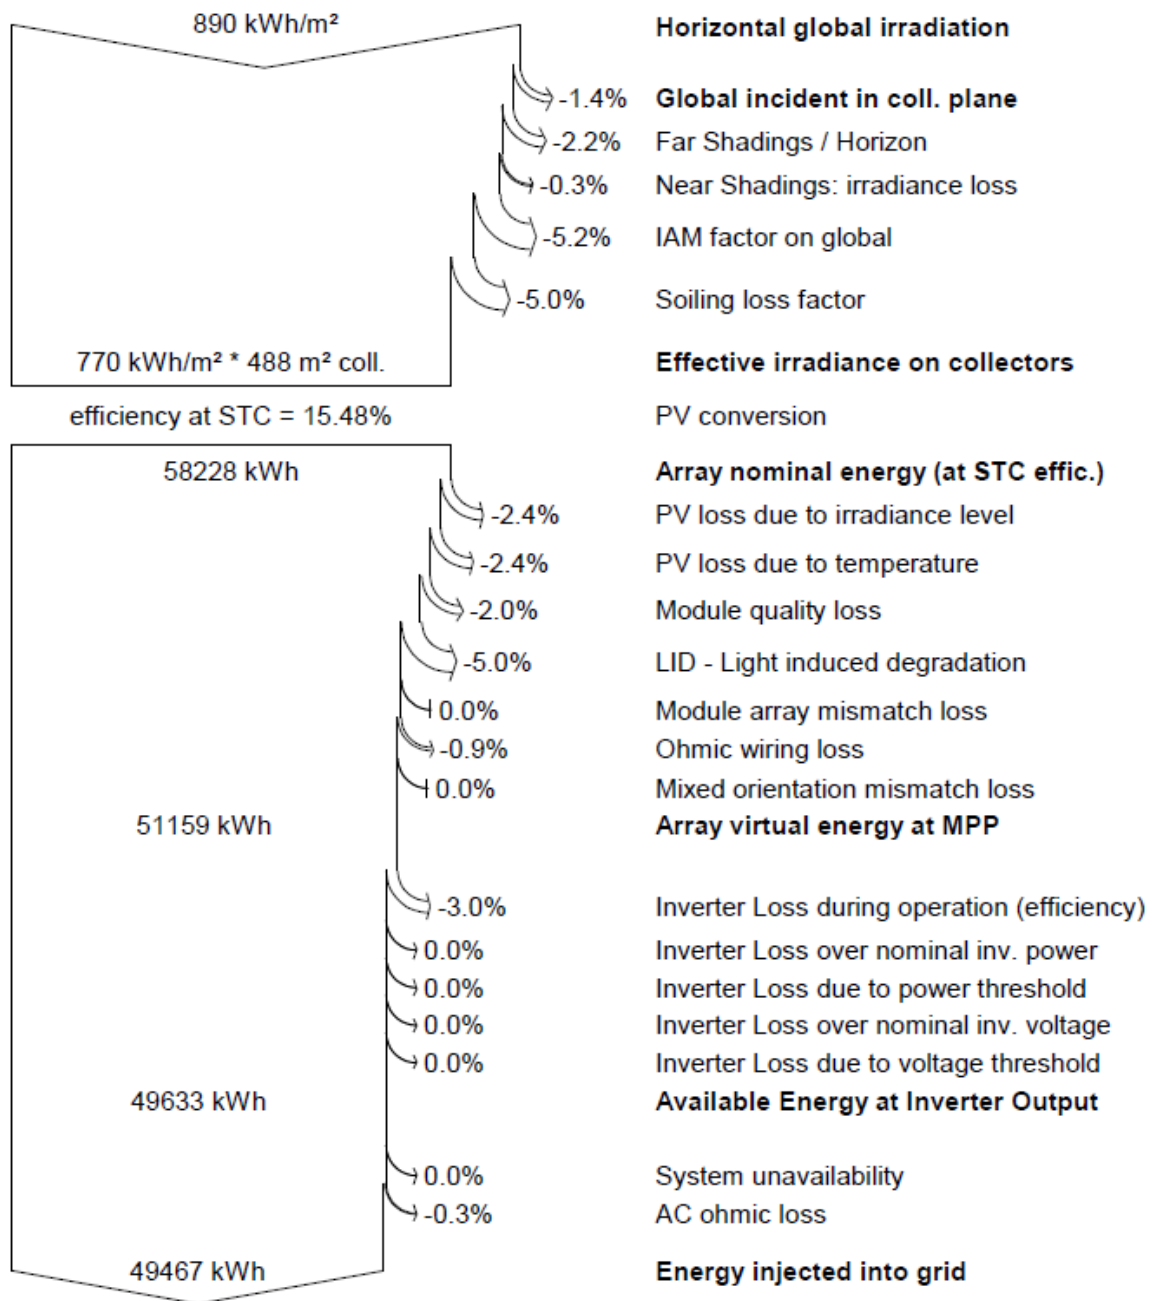 890 kWh/m² Horizontal global irradiation
-1.4% Global incident in coll. plane
-2.2% Far Shadings / Horizon
-0.3% Near Shadings: irradiance loss
-5.2% IAM factor on global
-5.0% Soiling loss factor
770 kWh/m² * 488 m² coll. Effective irradiance on collectors
efficiency at STC = 15.48% PV conversion
58228 kWh Array nominal energy (at STC effic.)
-2.4% PV loss due to irradiance level
-2.4% PV loss due to temperature
-2.0% Module quality loss
-5.0% LID - Light induced degradation
0.0% Module array mismatch loss
-0.9% Ohmic wiring loss
0.0% Mixed orientation mismatch loss
51159 kWh Array virtual energy at MPP
-3.0% Inverter Loss during operation (efficiency)
0.0% Inverter Loss over nominal inv. power
0.0% Inverter Loss due to power threshold
0.0% Inverter Loss over nominal inv. voltage
0.0% Inverter Loss due to voltage threshold
49633 kWh Available Energy at Inverter Output
0.0% System unavailability
-0.3% AC ohmic loss
49467 kWh Energy injected into grid